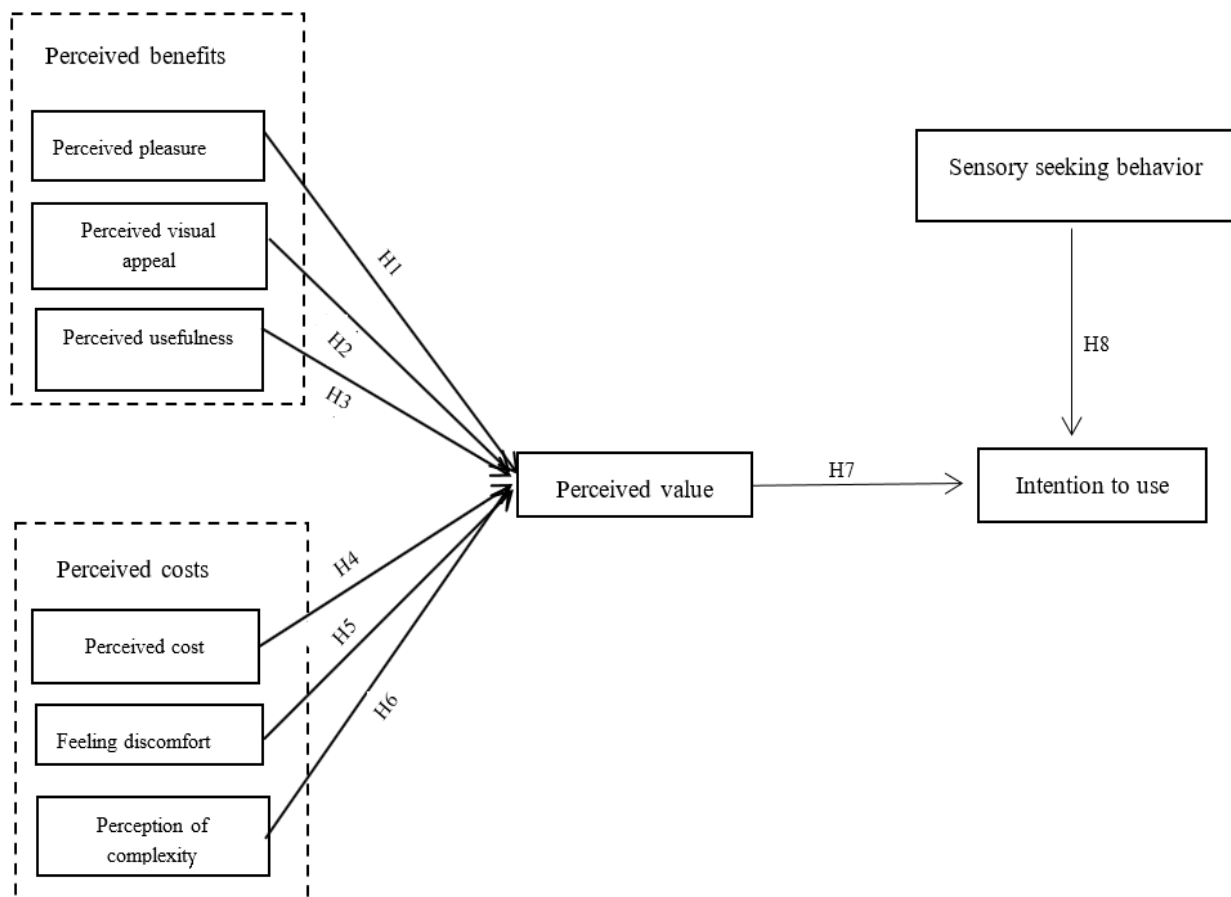 Perceived benefits
Perceived pleasure
Perceived visual
appeal
Perceived usefulness
H1
H2
H3
Sensory seeking behavior
H8
Perceived value
H7
Intention to use
Perceived costs
Perceived cost
Feeling discomfort
Perception of
complexity
H4
H5
H6